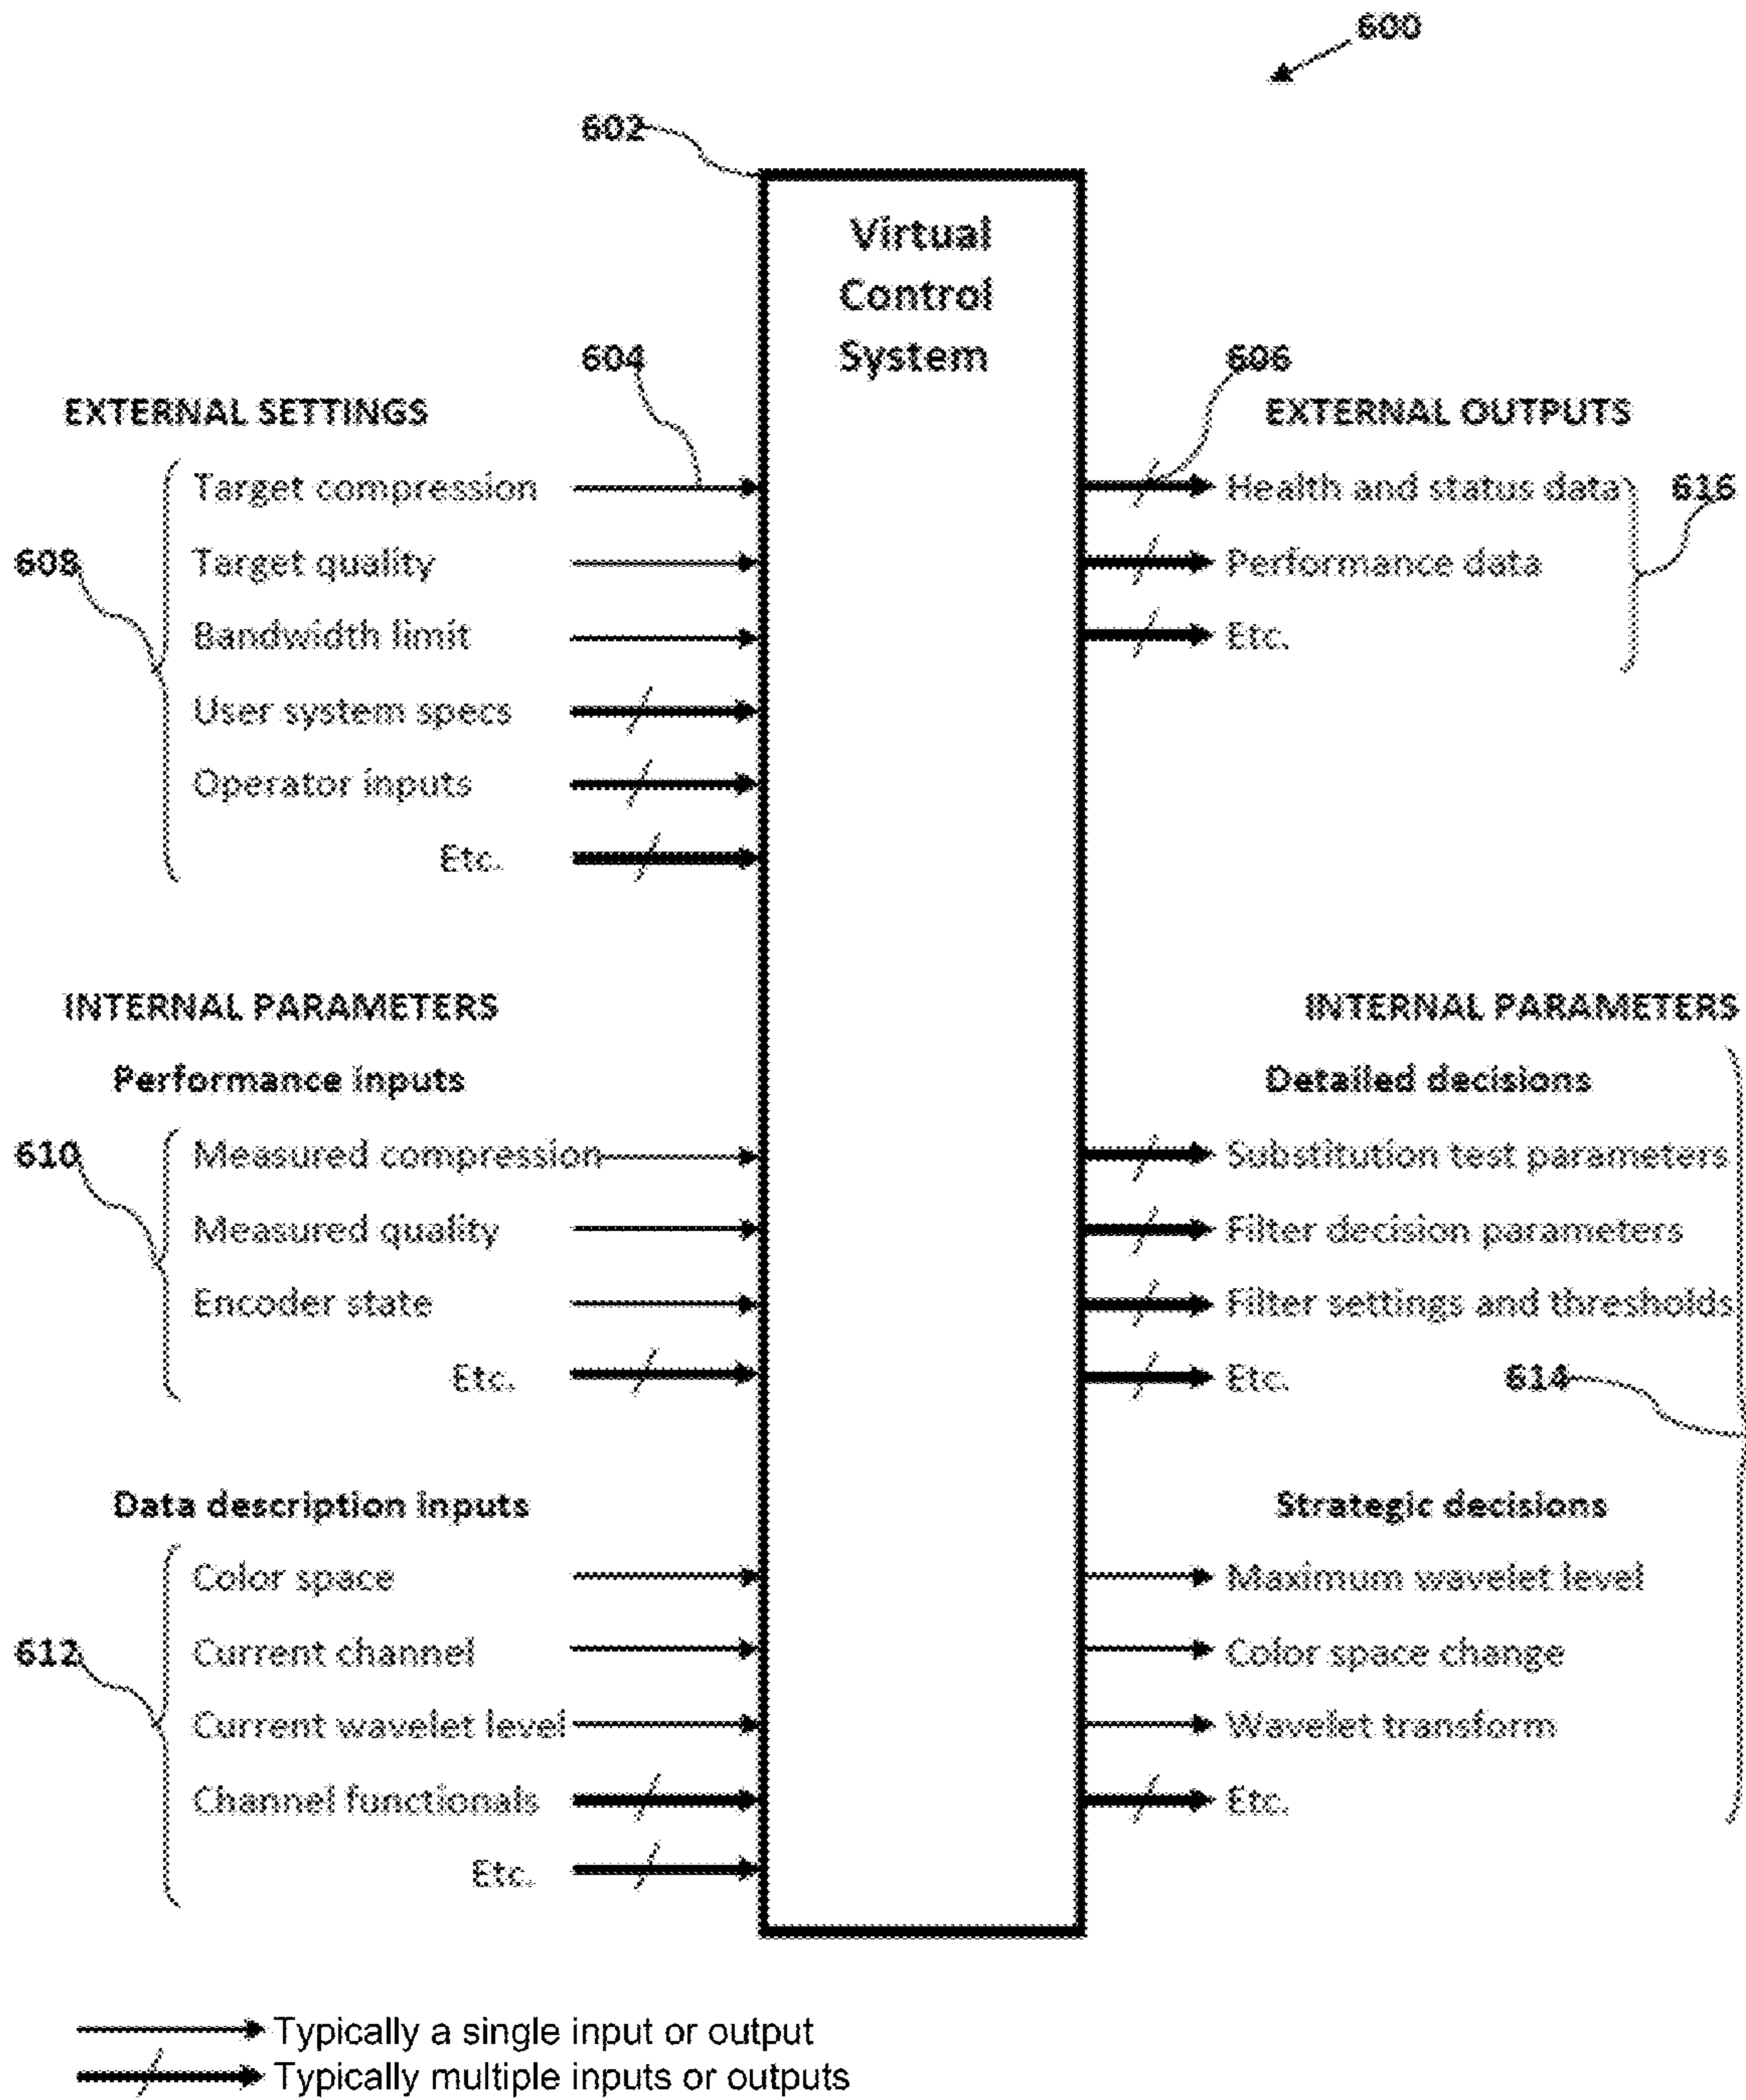 600
602
Virtual
Control
System
604
606
EXTERNAL SETTINGS
EXTERNAL OUTPUTS
Target compression
Health and status data
616
608
Target quality
Performance data
Bandwidth limit
Etc.
User system specs
Operator inputs
Etc.
INTERNAL PARAMETERS
INTERNAL PARAMETERS
Performance inputs
Detailed decisions
610
Measured compression
Substitution test parameters
Measured quality
Filter decision parameters
Encoder state
Filter settings and thresholds
Etc.
Etc.
614
Data description inputs
Strategic decisions
Color space
Maximum wavelet level
612
Current channel
Color space change
Current wavelet level
Wavelet transform
Channel functionals
Etc.
Etc.
Typically a single input or output
Typically multiple inputs or outputs